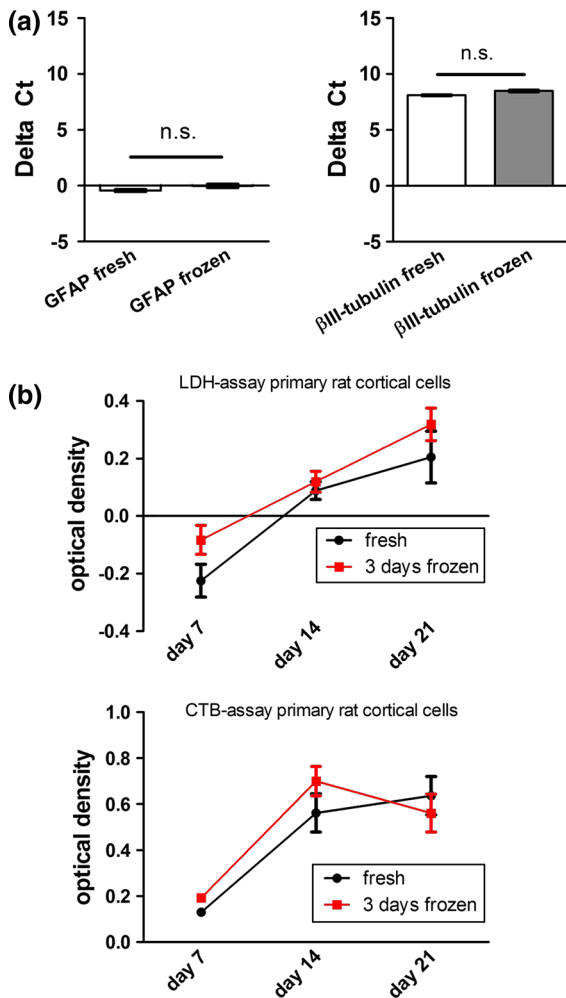 (a)
Delta Ct
15
10
5
0
-5
n.s.
GFAP fresh
GFAP frozen
Delta Ct
15
10
5
0
-5
n.s.
βIII-tubulin fresh
βIII-tubulin frozen
(b)
LDH-assay primary rat cortical cells
optical density
0.4
0.2
0.0
-0.2
-0.4
fresh
3 days frozen
day 7
day 14
day 21
CTB-assay primary rat cortical cells
optical density
1.0
0.8
0.6
0.4
0.2
0.0
fresh
3 days frozen
day 7
day 14
day 21